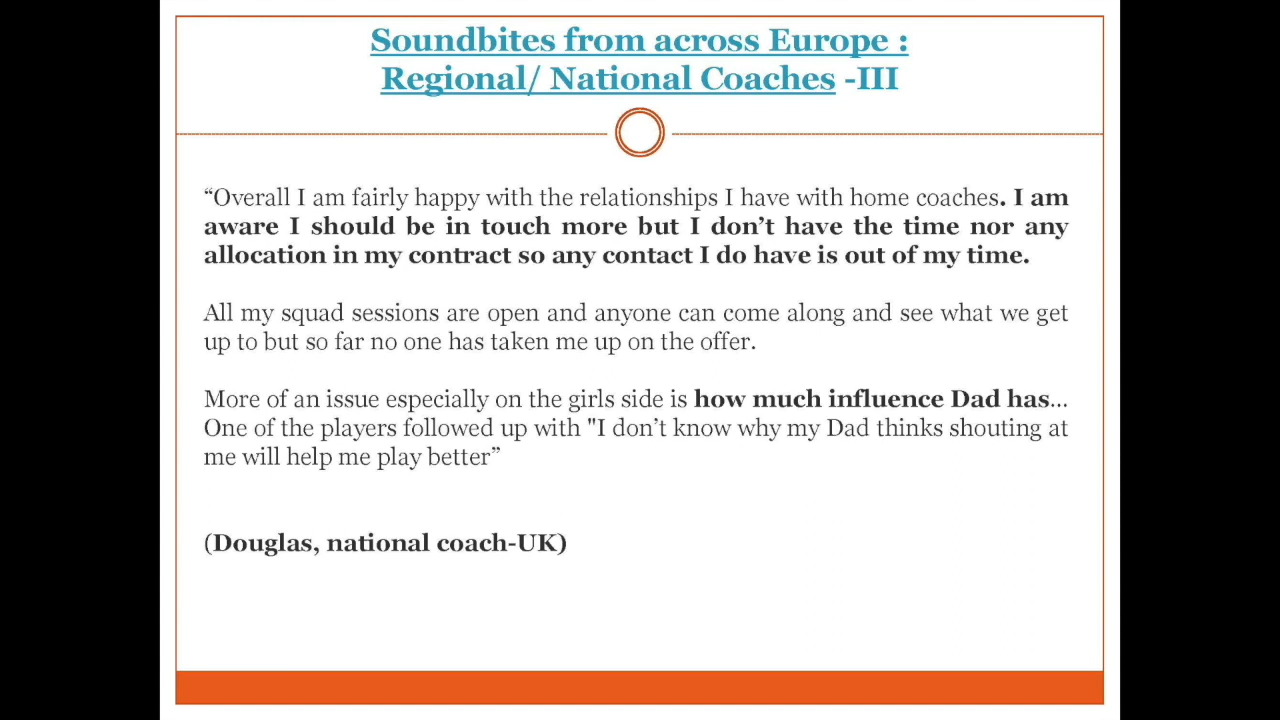 Soundbites from across Europe :
Regional/ National Coaches -III
“Overall I am fairly happy with the relationships I have with home coaches. I am
aware I should be in touch more but I don’t have the time nor any
allocation in my contract so any contact I do have is out of my time.
All my squad sessions are open and anyone can come along and see what we get
up to but so far no one has taken me up on the offer.
More of an issue especially on the girls side is how much influence Dad has...
One of the players followed up with "I don’t know why my Dad thinks shouting at
me will help me play better”
(Douglas, national coach-UK)